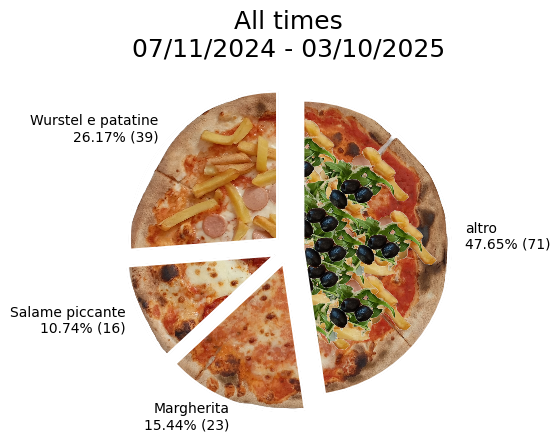 All times
07/11/2024 - 03/10/2025
Wurstel e patatine
26.17% (39)
altro
47.65% (71)
Salame piccante
10.74% (16)
Margherita
15.44% (23)